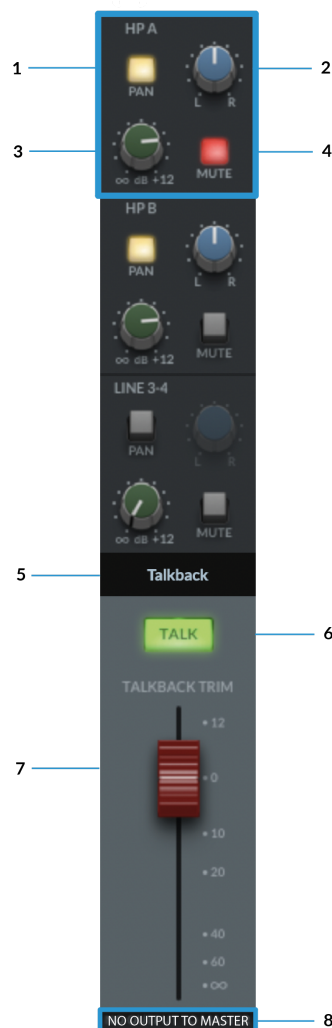 HP A
1
2
PAN
L R
3
4
∞ dB +12
MUTE
HP B
PAN
L R
∞ dB +12
MUTE
LINE 3-4
PAN
L R
∞ dB +12
MUTE
5
Talkback
TALK
6
TALKBACK TRIM
12
7
0
10
20
40
60
∞
NO OUTPUT TO MASTER
8